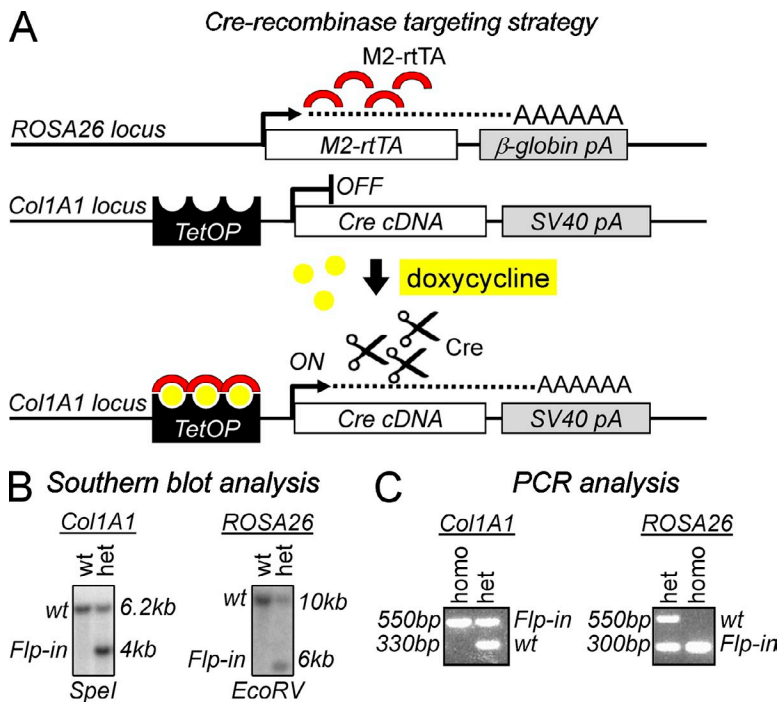 A
Cre-recombinase targeting strategy
M2-rtTA
AAAAAA
ROSA26 locus
M2-rtTA
β-globin pA
OFF
Col1A1 locus
TetOP
Cre cDNA
SV40 pA
doxycycline
Cre
ON
AAAAAA
Col1A1 locus
TetOP
Cre cDNA
SV40 pA
B
Southern blot analysis
Col1A1
wt
het
wt
6.2kb
Flp-in
4kb
SpeI
ROSA26
wt
het
wt
10kb
Flp-in
6kb
EcoRV
C
PCR analysis
Col1A1
homo
het
550bp
Flp-in
330bp
wt
ROSA26
het
homo
550bp
wt
300bp
Flp-in